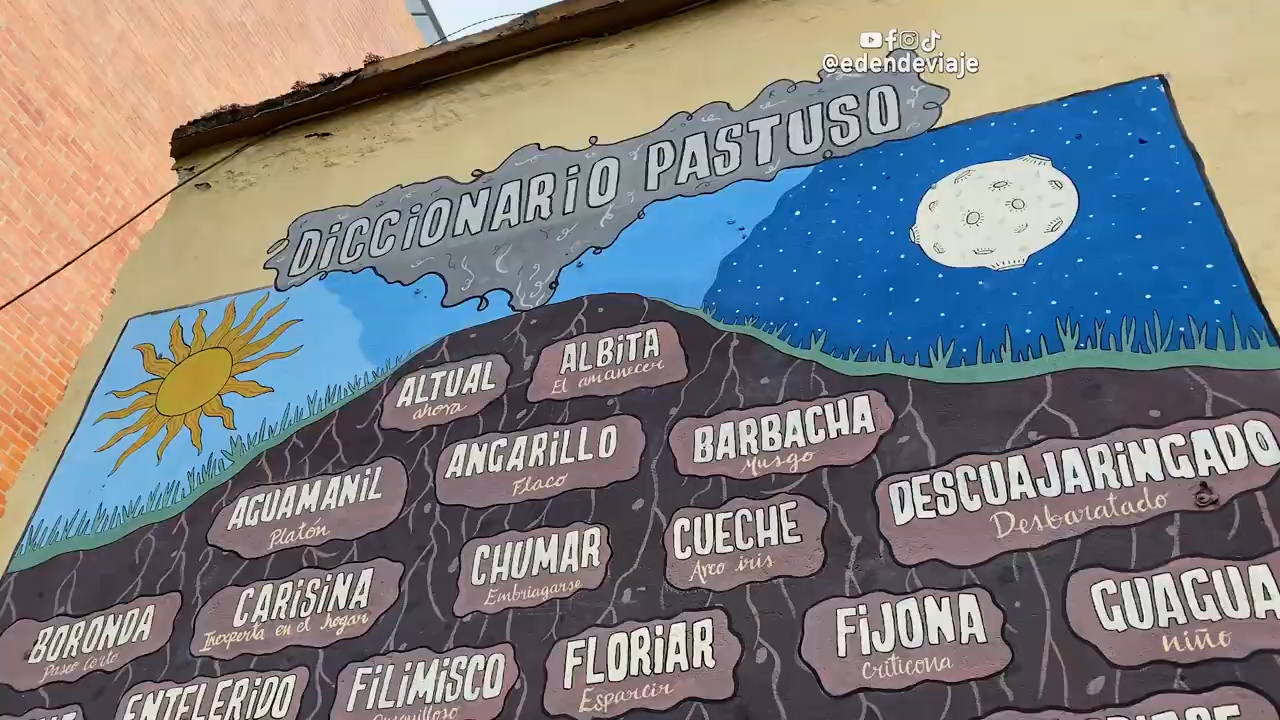 @edendeviaje
DiCCiONARiO PASTUSO
ALTUAL
ahora
ALBiTA
El amanecer
ANGARiLLO
Flaco
BARBACHA
Musgo
DESCUAJARiNGADO
Desbaratado
AGUAMANiL
Platón
CHUMAR
Embriagarse
CUECHE
Arco iris
BORONDA
Paseo corto
CARiSiNA
Inexperta en el hogar
FLORiAR
Esparcir
FiJONA
Criticona
GUAGUA
niño
ENTELERiDO
FiLiMiSCO